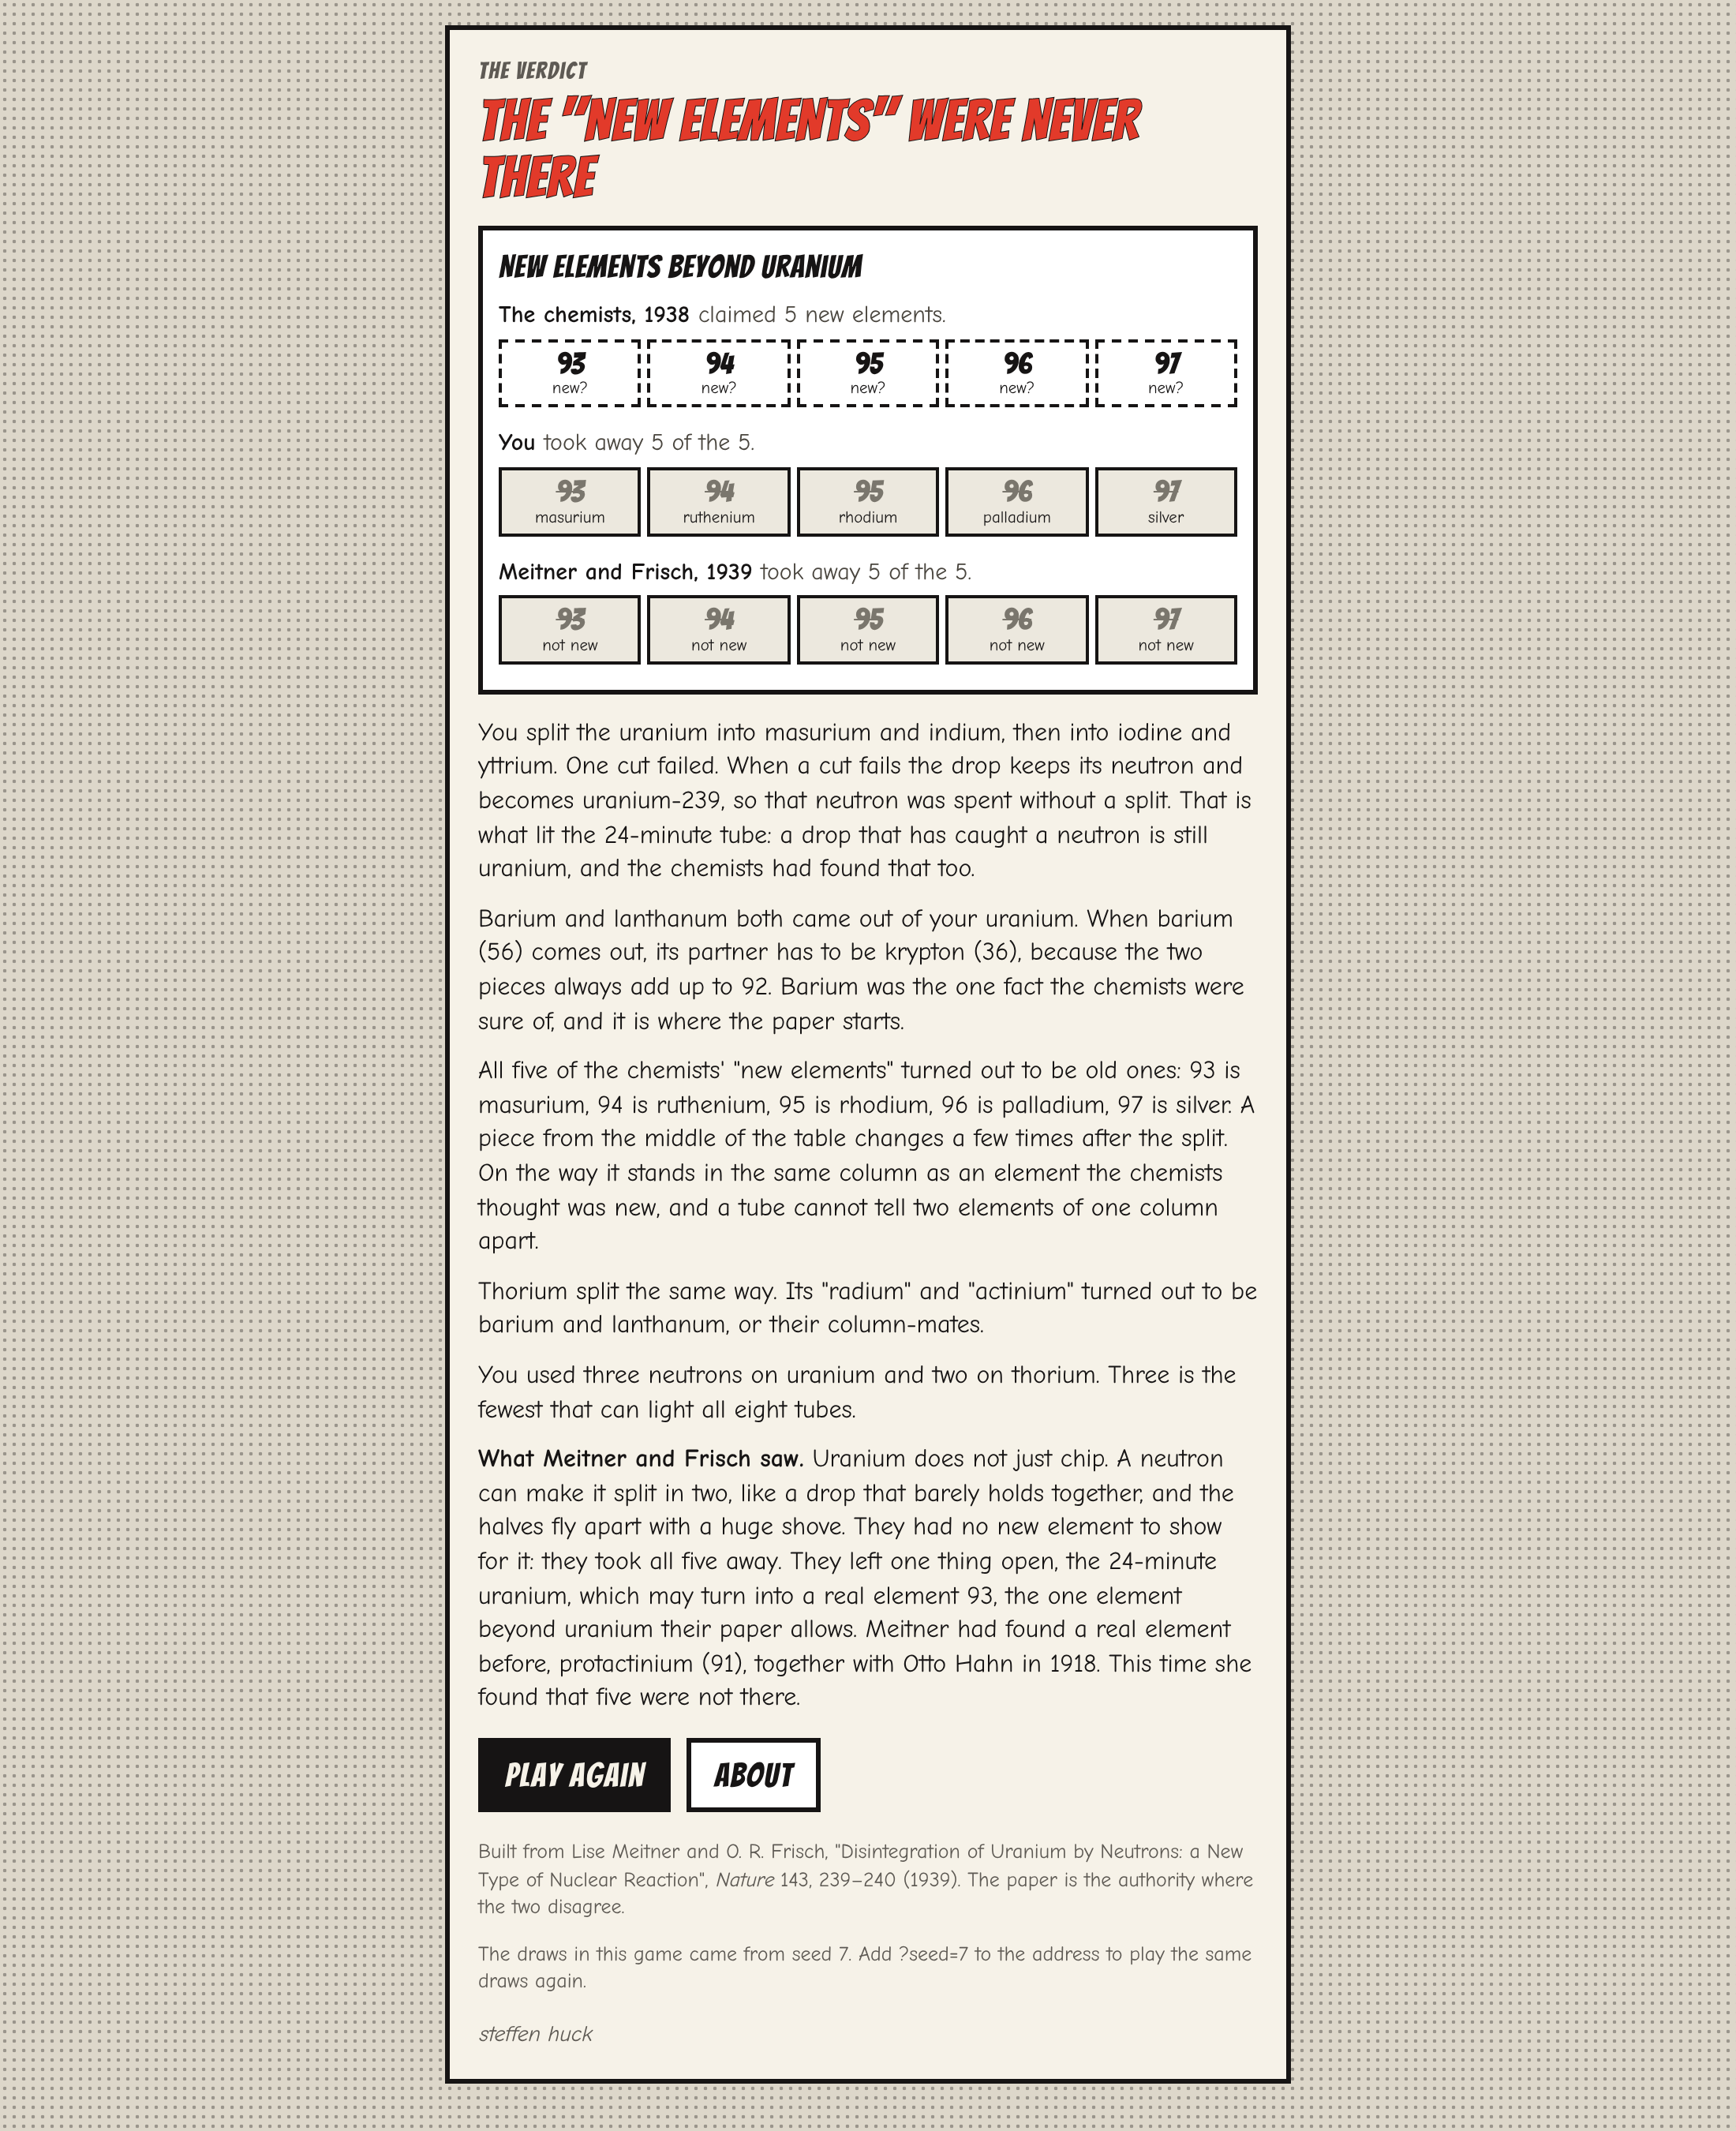 THE VERDICT
THE "NEW ELEMENTS" WERE NEVER
THERE
NEW ELEMENTS BEYOND URANIUM
The chemists, 1938 claimed 5 new elements.
93 94 95 96 97
new? new? new? new? new?
You took away 5 of the 5.
93 94 95 96 97
masurium ruthenium rhodium palladium silver
Meitner and Frisch, 1939 took away 5 of the 5.
93 94 95 96 97
not new not new not new not new not new
You split the uranium into masurium and indium, then into iodine and
yttrium. One cut failed. When a cut fails the drop keeps its neutron and
becomes uranium-239, so that neutron was spent without a split. That is
what lit the 24-minute tube: a drop that has caught a neutron is still
uranium, and the chemists had found that too.
Barium and lanthanum both came out of your uranium. When barium
(56) comes out, its partner has to be krypton (36), because the two
pieces always add up to 92. Barium was the one fact the chemists were
sure of, and it is where the paper starts.
All five of the chemists' "new elements" turned out to be old ones: 93 is
masurium, 94 is ruthenium, 95 is rhodium, 96 is palladium, 97 is silver. A
piece from the middle of the table changes a few times after the split.
On the way it stands in the same column as an element the chemists
thought was new, and a tube cannot tell two elements of one column
apart.
Thorium split the same way. Its "radium" and "actinium" turned out to be
barium and lanthanum, or their column-mates.
You used three neutrons on uranium and two on thorium. Three is the
fewest that can light all eight tubes.
What Meitner and Frisch saw. Uranium does not just chip. A neutron
can make it split in two, like a drop that barely holds together, and the
halves fly apart with a huge shove. They had no new element to show
for it: they took all five away. They left one thing open, the 24-minute
uranium, which may turn into a real element 93, the one element
beyond uranium their paper allows. Meitner had found a real element
before, protactinium (91), together with Otto Hahn in 1918. This time she
found that five were not there.
PLAY AGAIN ABOUT
Built from Lise Meitner and O. R. Frisch, "Disintegration of Uranium by Neutrons: a New
Type of Nuclear Reaction", Nature 143, 239–240 (1939). The paper is the authority where
the two disagree.
The draws in this game came from seed 7. Add ?seed=7 to the address to play the same
draws again.
steffen huck